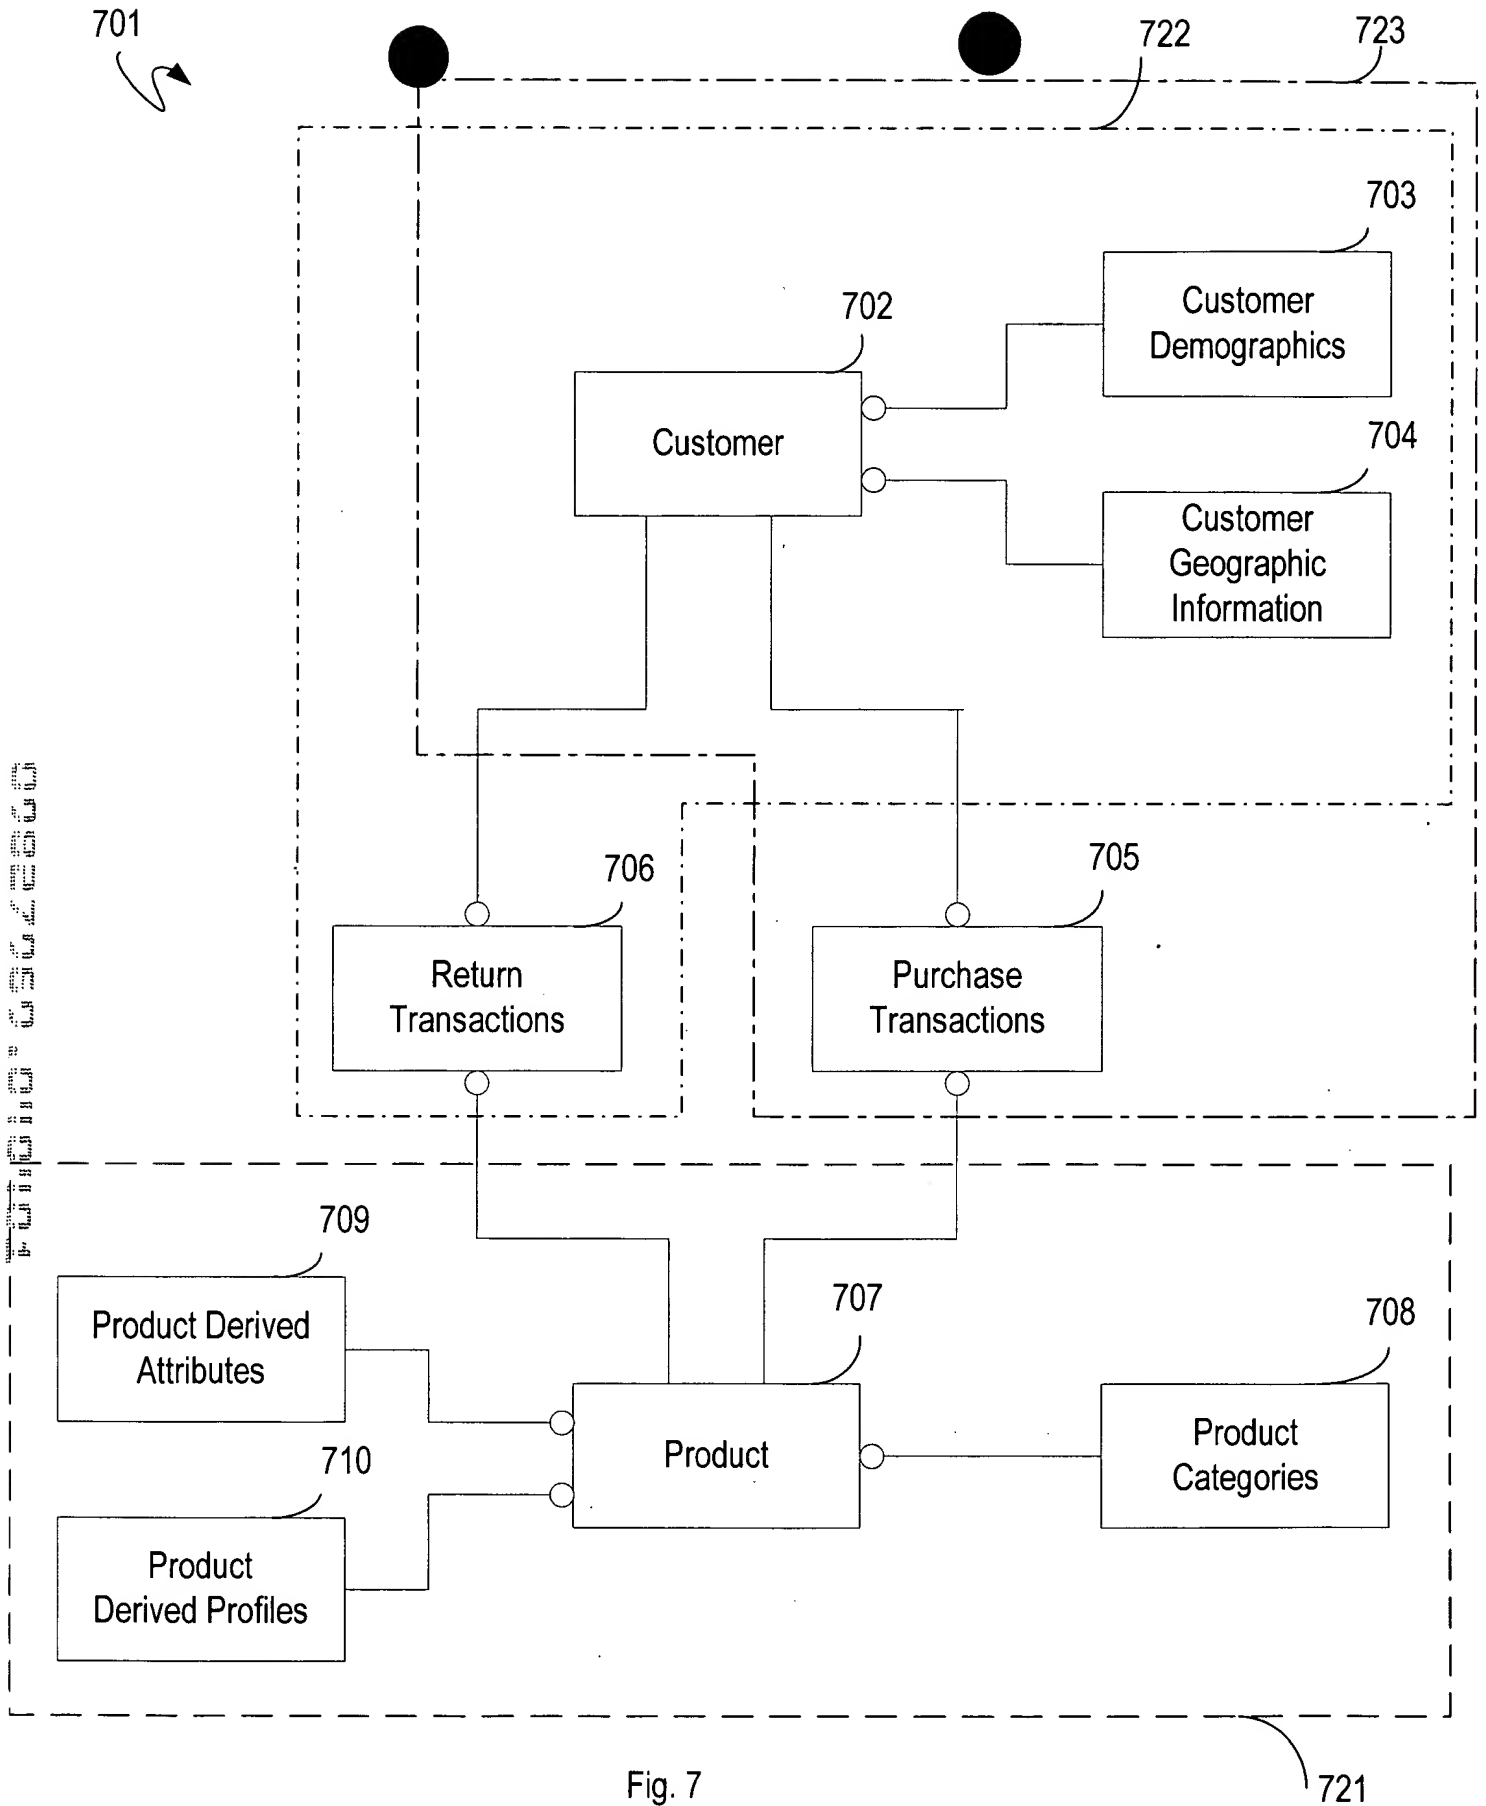 701
722
723
703
Customer
Demographics
702
Customer
704
Customer
Geographic
Information
706
Return
Transactions
705
Purchase
Transactions
709
Product Derived
Attributes
707
Product
708
Product
Categories
710
Product
Derived Profiles
Fig. 7
721